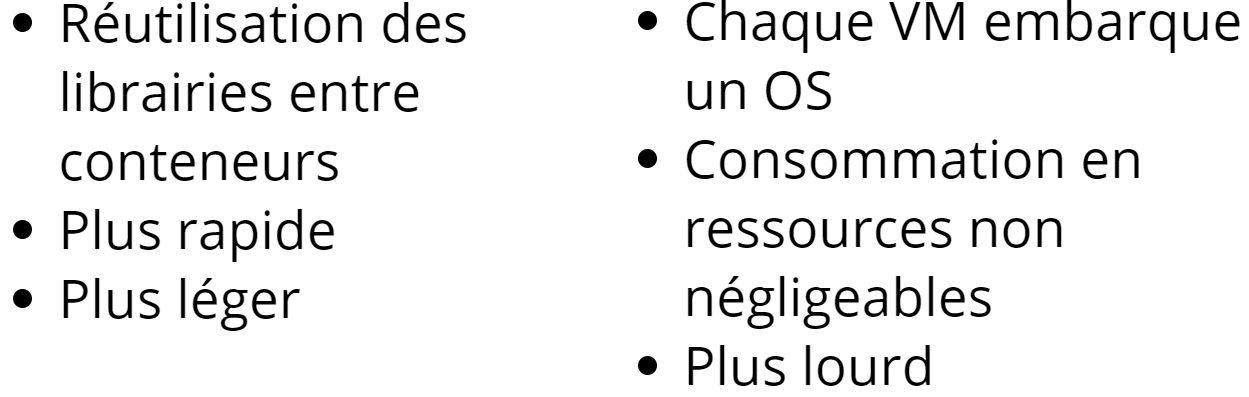 • Réutilisation des
librairies entre
conteneurs
• Plus rapide
• Plus léger
• Chaque VM embarque
un OS
• Consommation en
ressources non
négligeables
• Plus lourd